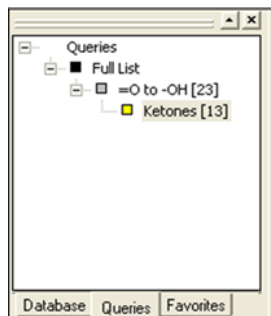 Queries
Full List
=O to -OH [23]
Ketones [13]
Database Queries Favorites